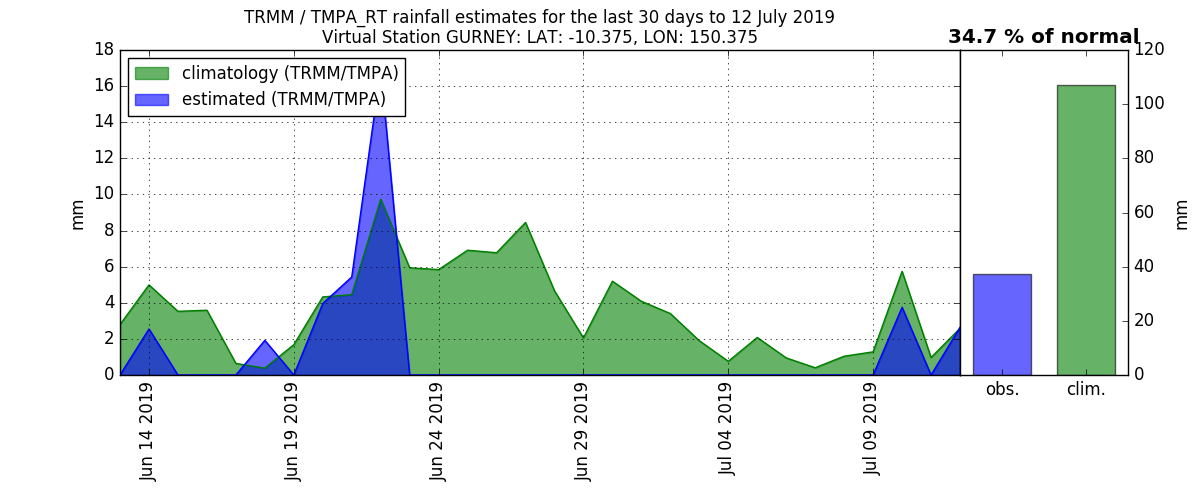 TRMM / TMPA_RT rainfall estimates for the last 30 days to 12 July 2019
Virtual Station GURNEY: LAT: -10.375, LON: 150.375
34.7 % of normal
climatology (TRMM/TMPA)
estimated (TRMM/TMPA)
18
16
14
12
10
8
6
4
2
0
mm
Jun 14 2019
Jun 19 2019
Jun 24 2019
Jun 29 2019
Jul 04 2019
Jul 09 2019
120
100
80
60
40
20
0
mm
obs.
clim.